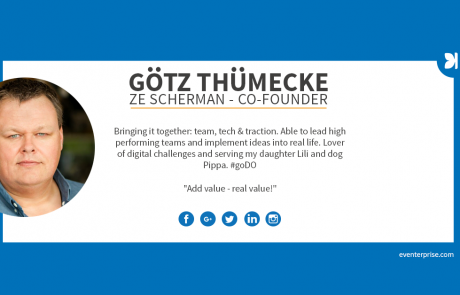 GÖTZ THÜMECKE
ZE SCHERMAN - CO-FOUNDER
Bringing it together: team, tech & traction. Able to lead high
performing teams and implement ideas into real life. Lover
of digital challenges and serving my daughter Lili and dog
Pippa. #goDO
"Add value - real value!"
eventerprise.com